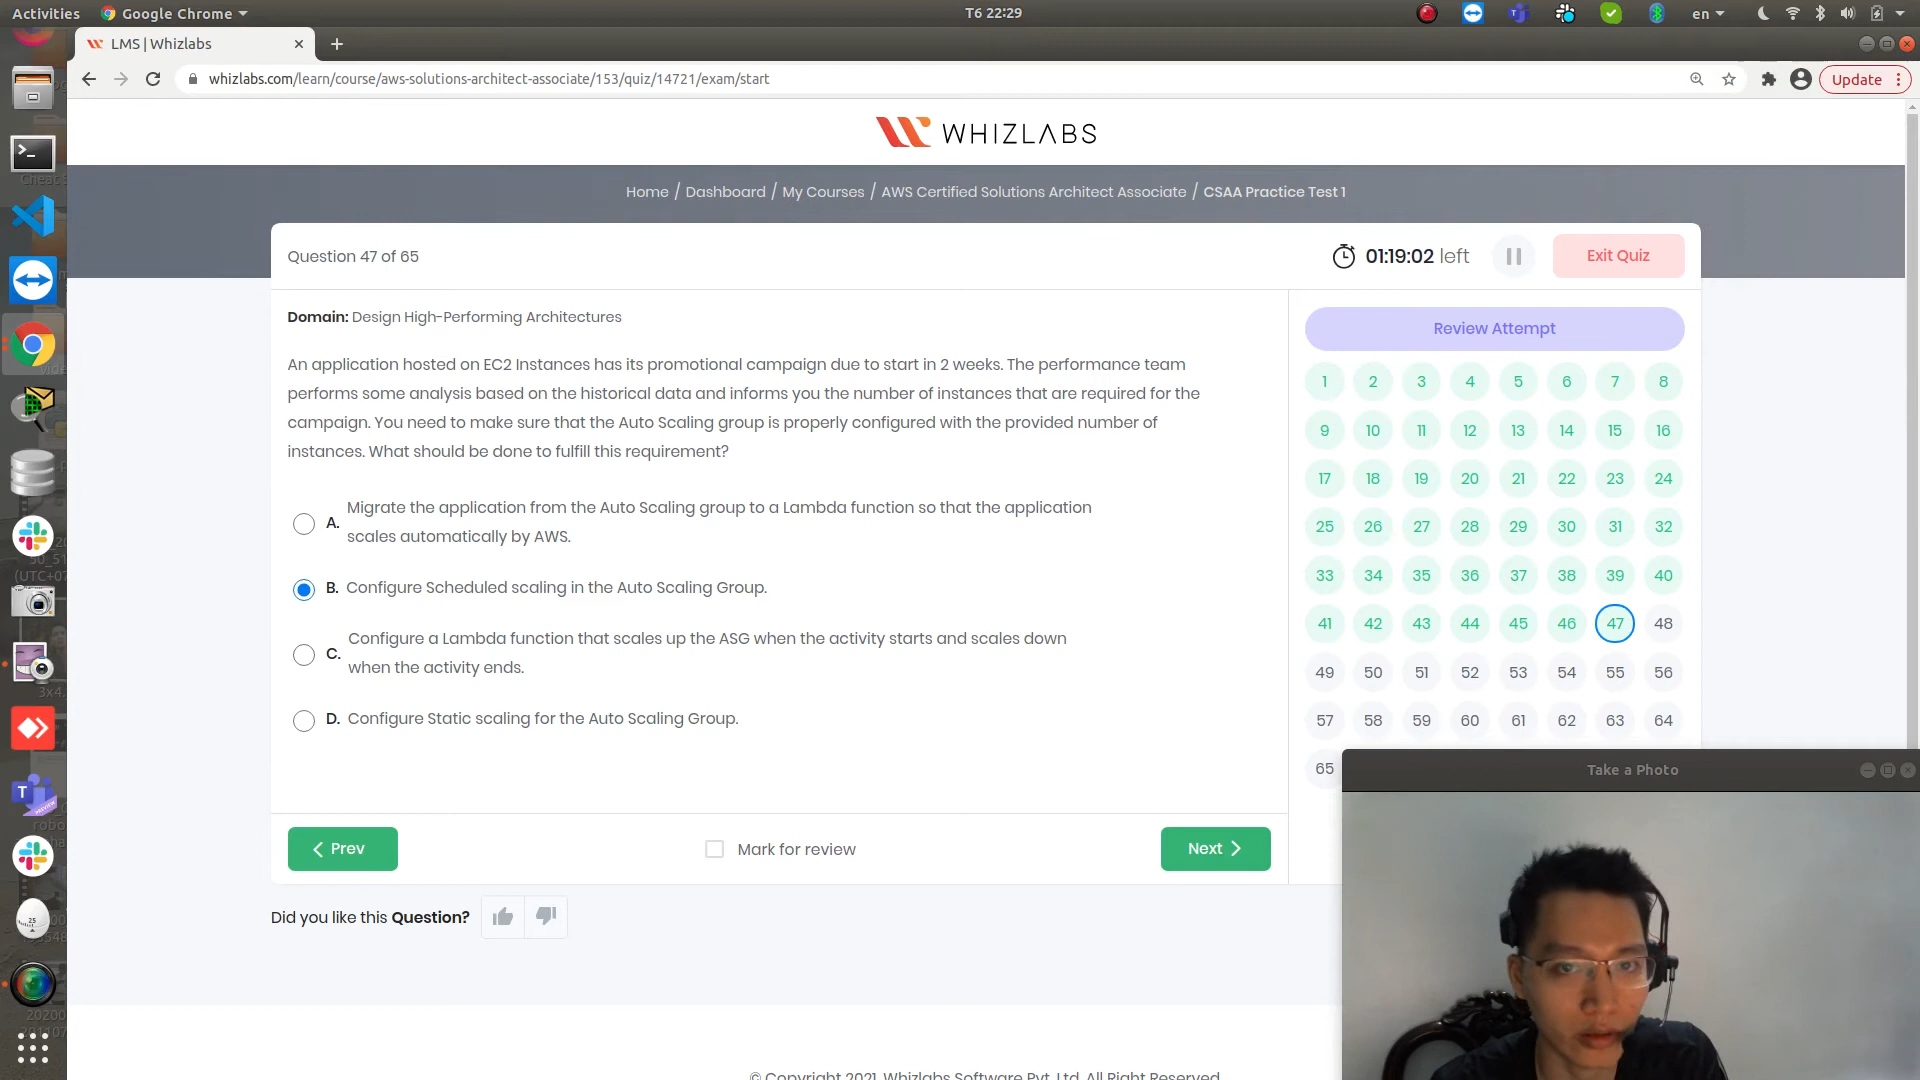 Activities
Google Chrome
T6 22:29
en
LMS | Whizlabs
whizlabs.com/learn/course/aws-solutions-architect-associate/153/quiz/14721/exam/start
Update
WHIZLABS
Home / Dashboard / My Courses / AWS Certified Solutions Architect Associate / CSAA Practice Test 1
Question 47 of 65
01:19:02 left
Exit Quiz
Domain: Design High-Performing Architectures
An application hosted on EC2 Instances has its promotional campaign due to start in 2 weeks. The performance team
performs some analysis based on the historical data and informs you the number of instances that are required for the
campaign. You need to make sure that the Auto Scaling group is properly configured with the provided number of
instances. What should be done to fulfill this requirement?
A. Migrate the application from the Auto Scaling group to a Lambda function so that the application
scales automatically by AWS.
B. Configure Scheduled scaling in the Auto Scaling Group.
C. Configure a Lambda function that scales up the ASG when the activity starts and scales down
when the activity ends.
D. Configure Static scaling for the Auto Scaling Group.
Prev
Mark for review
Next
Did you like this Question?
Review Attempt
1 2 3 4 5 6 7 8
9 10 11 12 13 14 15 16
17 18 19 20 21 22 23 24
25 26 27 28 29 30 31 32
33 34 35 36 37 38 39 40
41 42 43 44 45 46 47 48
49 50 51 52 53 54 55 56
57 58 59 60 61 62 63 64
65
Take a Photo
© Copyright 2021. Whizlabs Software Pvt. Ltd. All Right Reserved